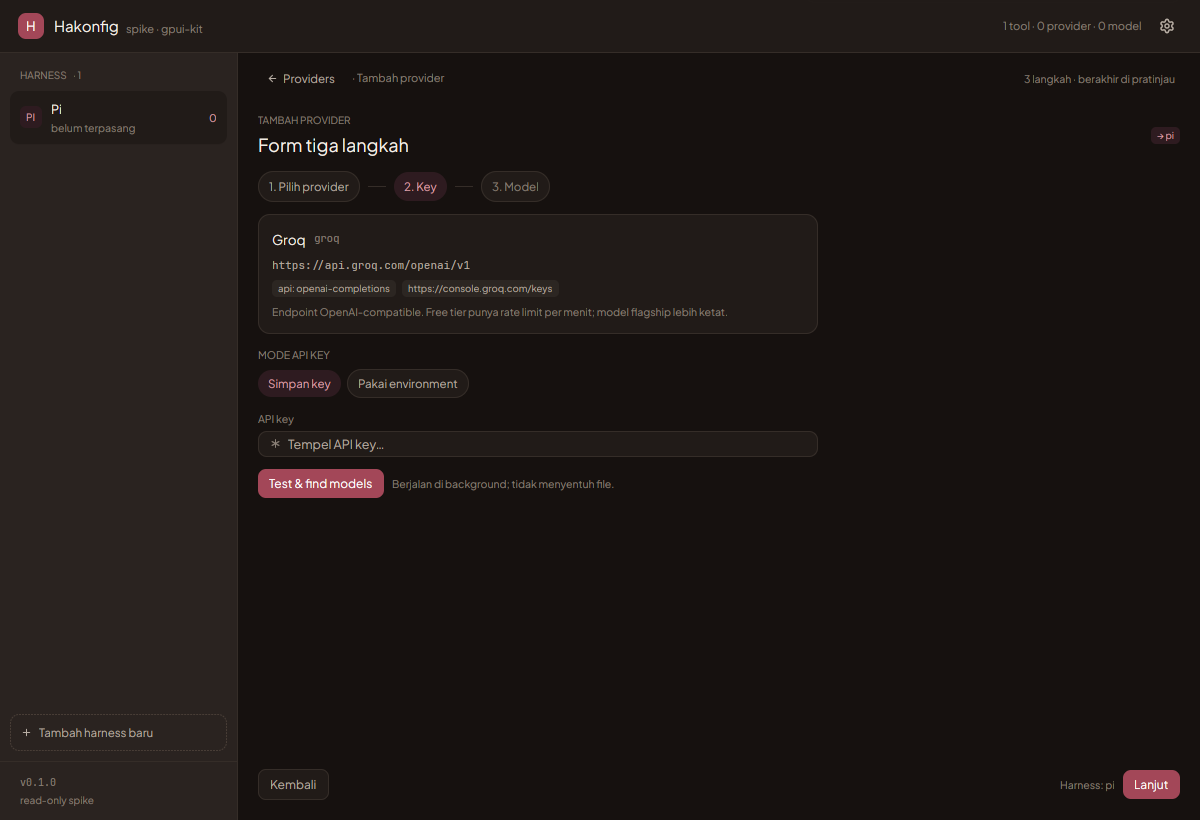 H Hakonfig spike · gpui-kit
1 tool · 0 provider · 0 model
HARNESS · 1
PI Pi 0
belum terpasang
+ Tambah harness baru
v0.1.0
read-only spike
← Providers · Tambah provider
3 langkah · berakhir di pratinjau
TAMBAH PROVIDER
Form tiga langkah
→ pi
1. Pilih provider — 2. Key — 3. Model
Groq groq
https://api.groq.com/openai/v1
api: openai-completions https://console.groq.com/keys
Endpoint OpenAI-compatible. Free tier punya rate limit per menit; model flagship lebih ketat.
MODE API KEY
Simpan key Pakai environment
API key
Tempel API key…
Test & find models Berjalan di background; tidak menyentuh file.
Kembali
Harness: pi Lanjut